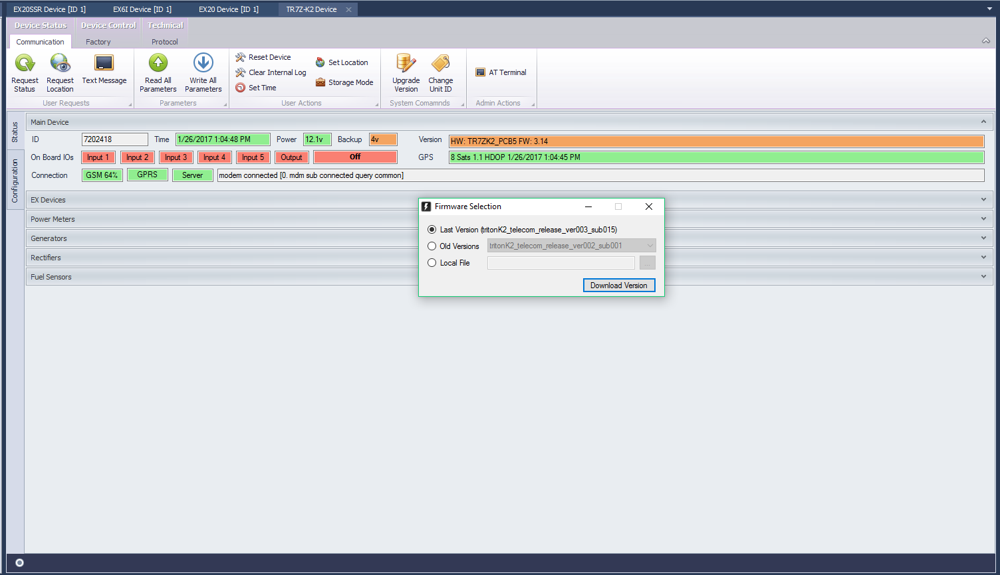 EX20SSR Device [ID 1] EX6I Device [ID 1] EX20 Device [ID 1] TR7Z-K2 Device
Device Status Device Control Technical
Communication Factory Protocol
Request Status
Request Location
Text Message
Read All Parameters
Write All Parameters
Reset Device
Clear Internal Log
Set Time
Set Location
Storage Mode
Upgrade Version
Change Unit ID
AT Terminal
User Requests Parameters User Actions System Comamnds Admin Actions
Status
Configuration
Main Device
ID 7202418 Time 1/26/2017 1:04:48 PM Power 12.1v Backup 4v Version HW: TR7ZK2_PCB5 FW: 3.14
On Board IOs Input 1 Input 2 Input 3 Input 4 Input 5 Output Off GPS 8 Sats 1.1 HDOP 1/26/2017 1:04:45 PM
Connection GSM 64% GPRS Server modem connected [0. mdm sub connected query common]
EX Devices
Power Meters
Generators
Rectifiers
Fuel Sensors
Firmware Selection
Last Version (tritonK2_telecom_release_ver003_sub015)
Old Versions tritonK2_telecom_release_ver002_sub001
Local File ...
Download Version